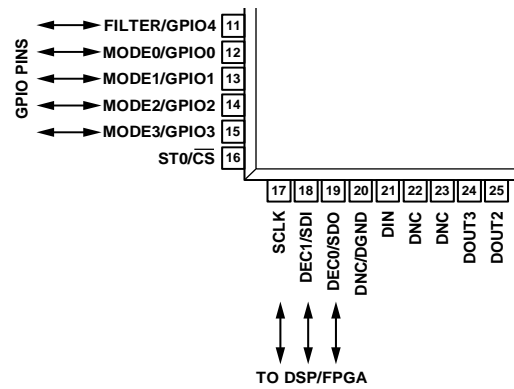 GPIO PINS
FILTER/GPIO4 11
MODE0/GPIO0 12
MODE1/GPIO1 13
MODE2/GPIO2 14
MODE3/GPIO3 15
ST0/CS 16
17 18 19 20 21 22 23 24 25
SCLK
DEC1/SDI
DEC0/SDO
DNC/DGND
DIN
DNC
DNC
DOUT3
DOUT2
TO DSP/FPGA